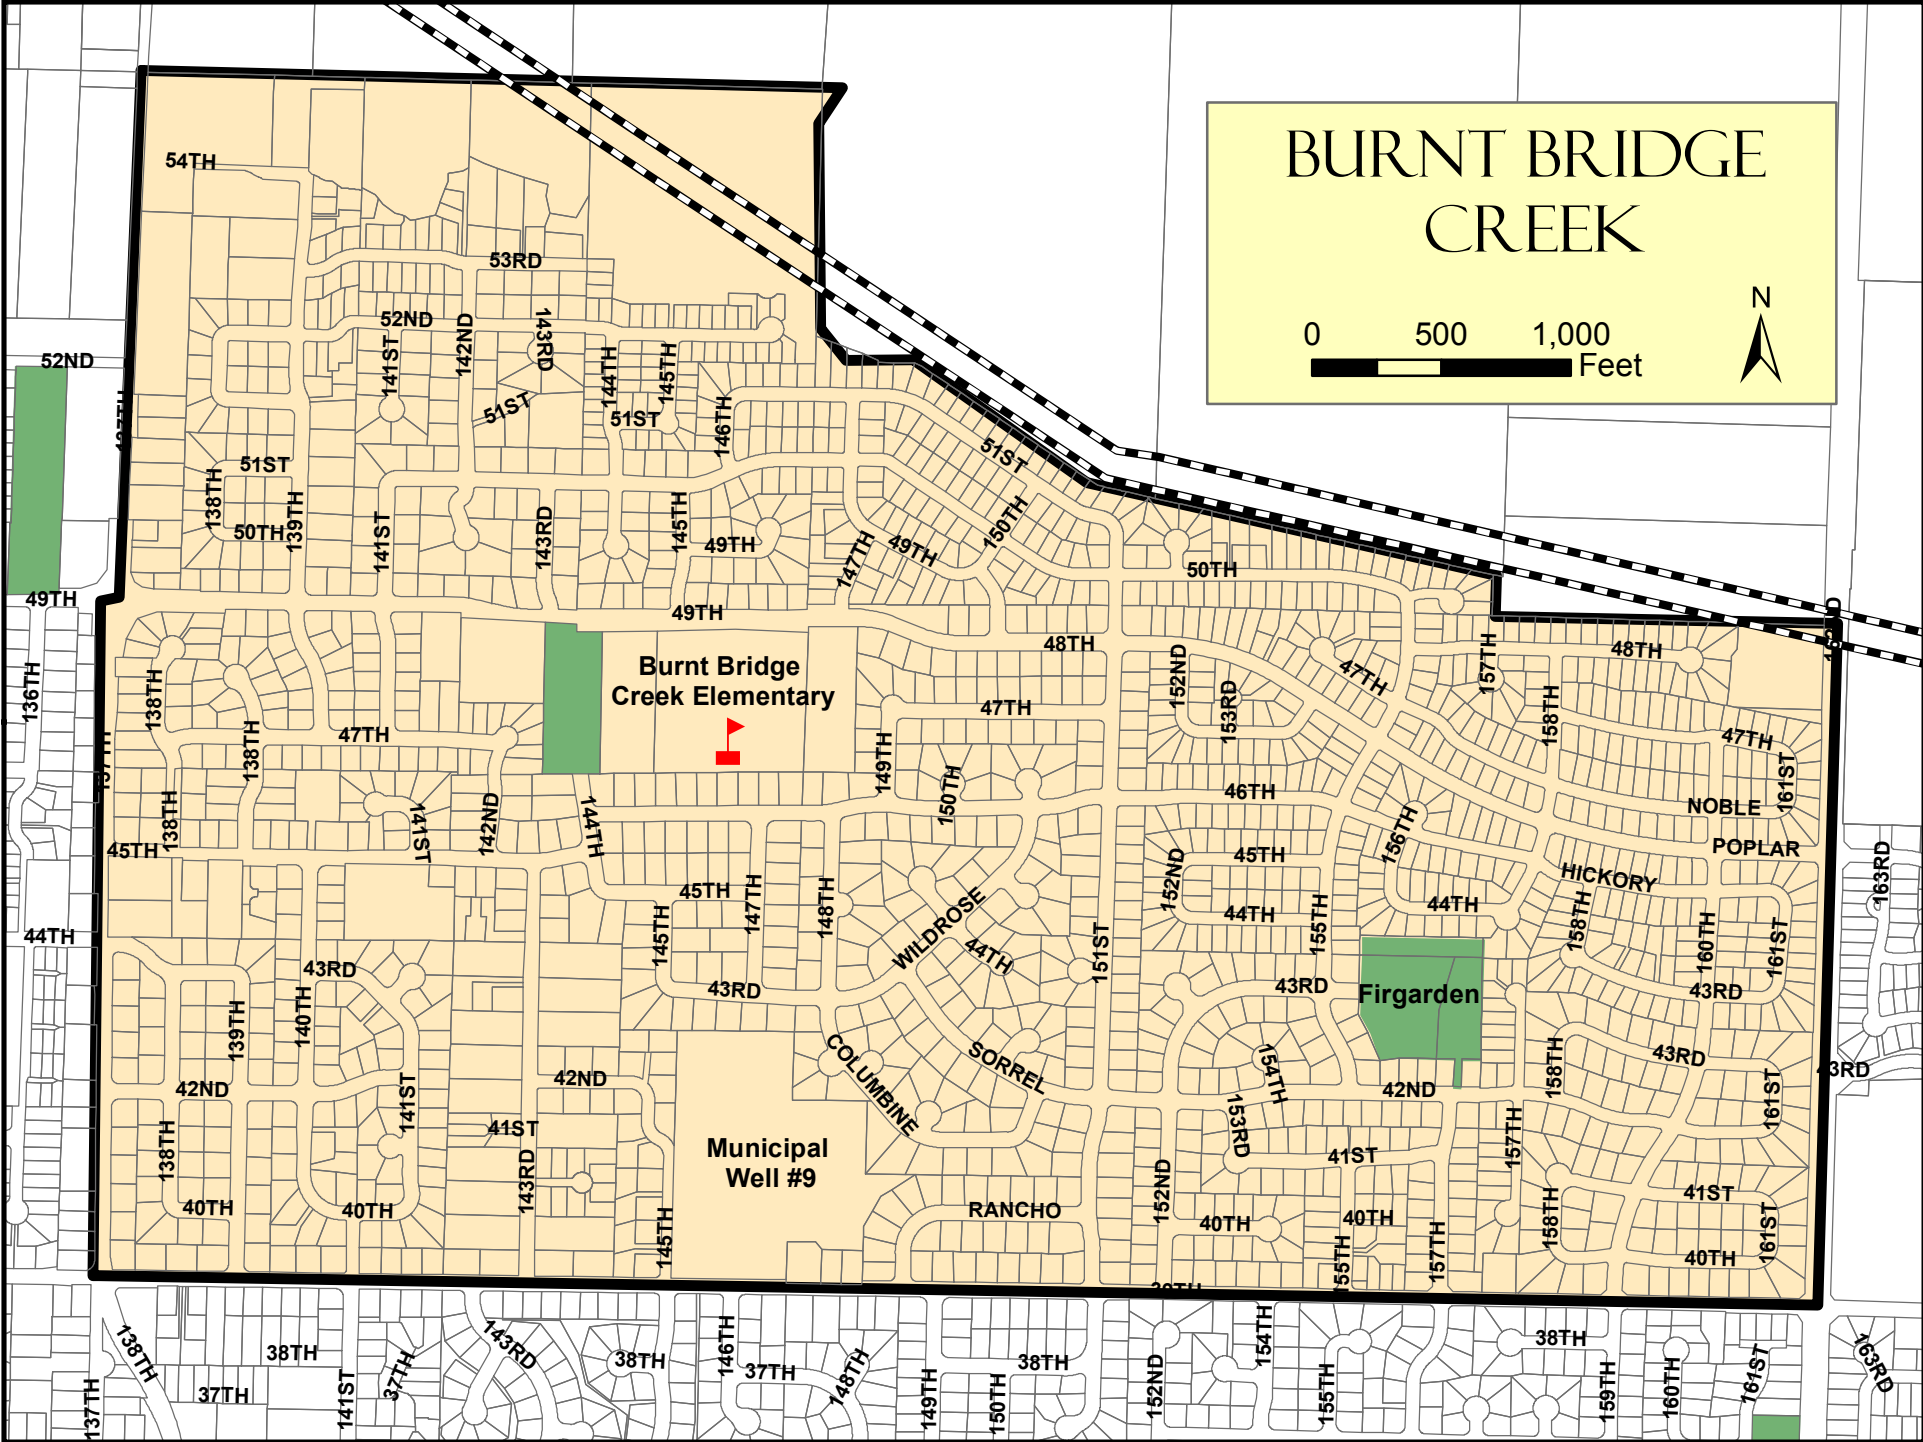 BURNT BRIDGE
CREEK
N
0 500 1,000
Feet
54TH
53RD
52ND
142ND
143RD
52ND
141ST
144TH
145TH
137TH
51ST
51ST
146TH
51ST
51ST
138TH
139TH
50TH
141ST
143RD
145TH
49TH
147TH
49TH
150TH
50TH
49TH
49TH
48TH
162ND
136TH
138TH
Burnt Bridge
Creek Elementary
152ND
153RD
47TH
157TH
48TH
158TH
47TH
137TH
138TH
47TH
149TH
47TH
161ST
138TH
141ST
142ND
144TH
150TH
46TH
156TH
NOBLE
POPLAR
45TH
45TH
152ND
45TH
HICKORY
163RD
147TH
148TH
WILDROSE
44TH
155TH
44TH
158TH
160TH
161ST
44TH
145TH
44TH
151ST
43RD
43RD
43RD
Firgarden
43RD
139TH
140TH
COLUMBINE
SORREL
154TH
158TH
43RD
43RD
42ND
141ST
42ND
42ND
161ST
138TH
41ST
143RD
Municipal
Well #9
153RD
41ST
157TH
152ND
41ST
40TH
40TH
145TH
RANCHO
40TH
40TH
155TH
157TH
158TH
161ST
40TH
39TH
138TH
38TH
143RD
38TH
146TH
38TH
154TH
38TH
161ST
163RD
137TH
37TH
141ST
37TH
37TH
148TH
149TH
150TH
152ND
155TH
159TH
160TH